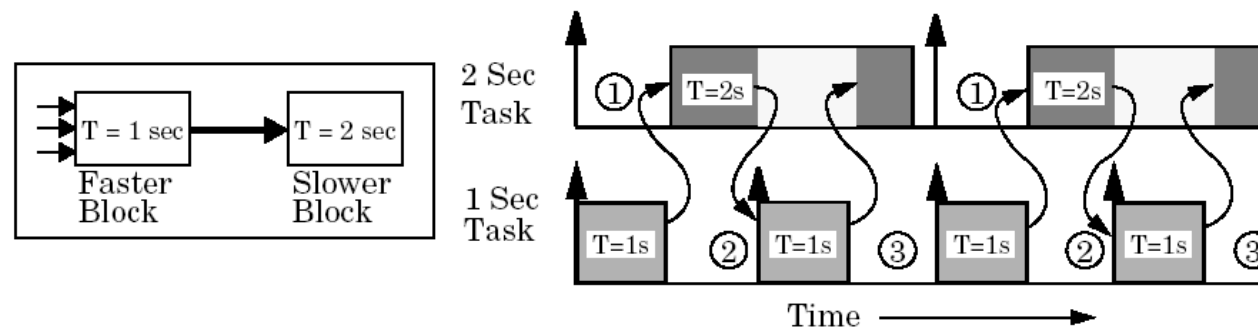 T = 1 sec
T = 2 sec
Faster
Block
Slower
Block
2 Sec
Task
① T=2s
① T=2s
1 Sec
Task
T=1s ② T=1s ③ T=1s ② T=1s ③
Time